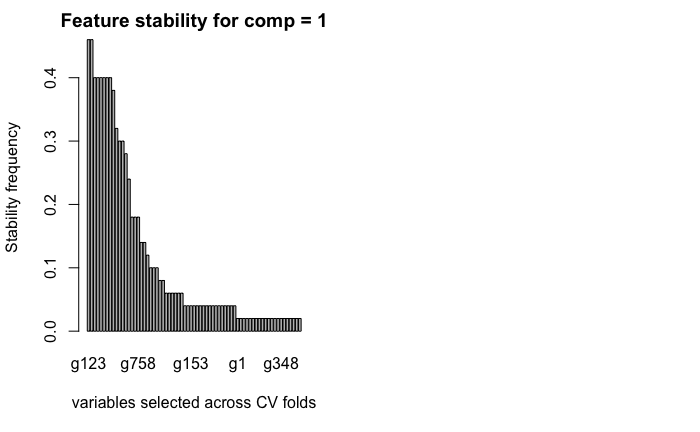 Feature stability for comp = 1
Stability frequency
0.4
0.3
0.2
0.1
0.0
g123 g758 g153 g1 g348
variables selected across CV folds